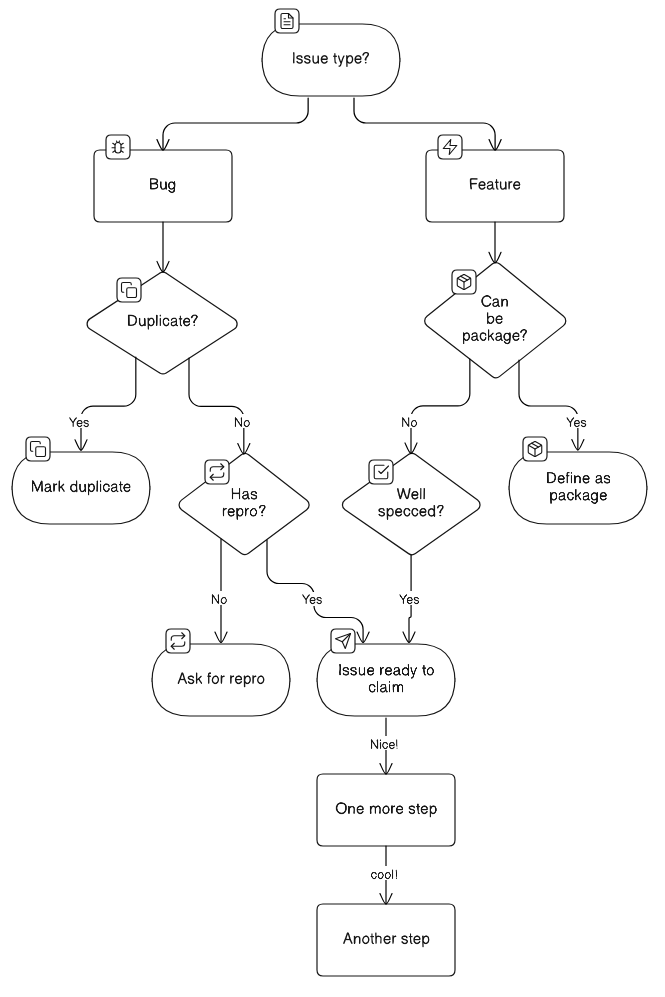 Issue type?
Bug
Feature
Duplicate?
Can
be
package?
Yes
No
No
Yes
Mark duplicate
Has
repro?
Well
specced?
Define as
package
No
Yes
Yes
Ask for repro
Issue ready to
claim
Nice!
One more step
cool!
Another step